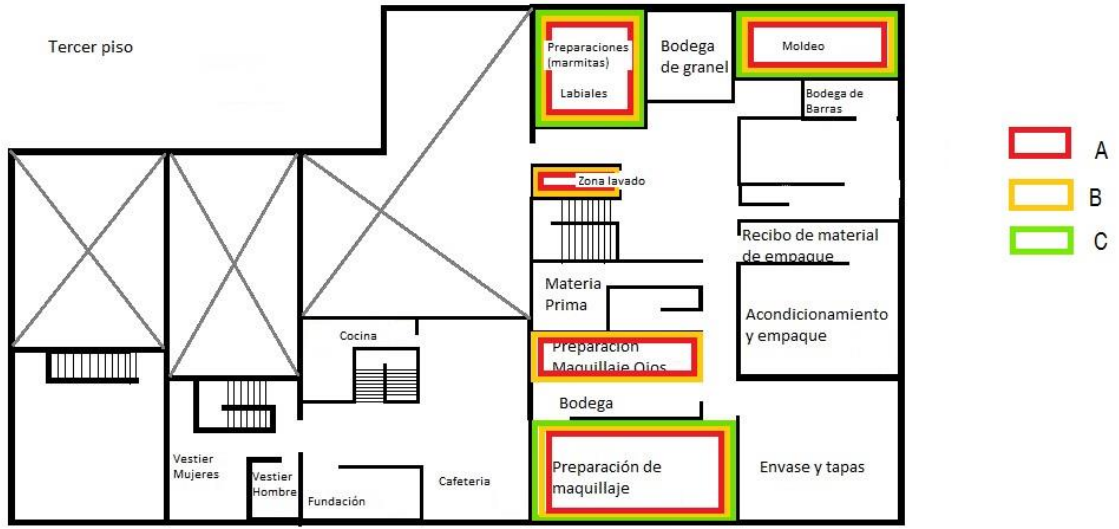 Tercer piso
Preparaciones
(marmitas)
Labiales
Bodega
de granel
Moldeo
Bodega de
Barras
A
B
C
Zona lavado
Recibo de material
de empaque
Materia
Prima
Acondicionamiento
y empaque
Cocina
Preparación
Maquillaje Ojos
Bodega
Vestier
Mujeres
Vestier
Hombre
Fundación
Cafeteria
Preparación de
maquillaje
Envase y tapas